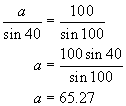 a/sin 40 = 100/sin 100
a = 100 sin 40/sin 100
a = 65.27